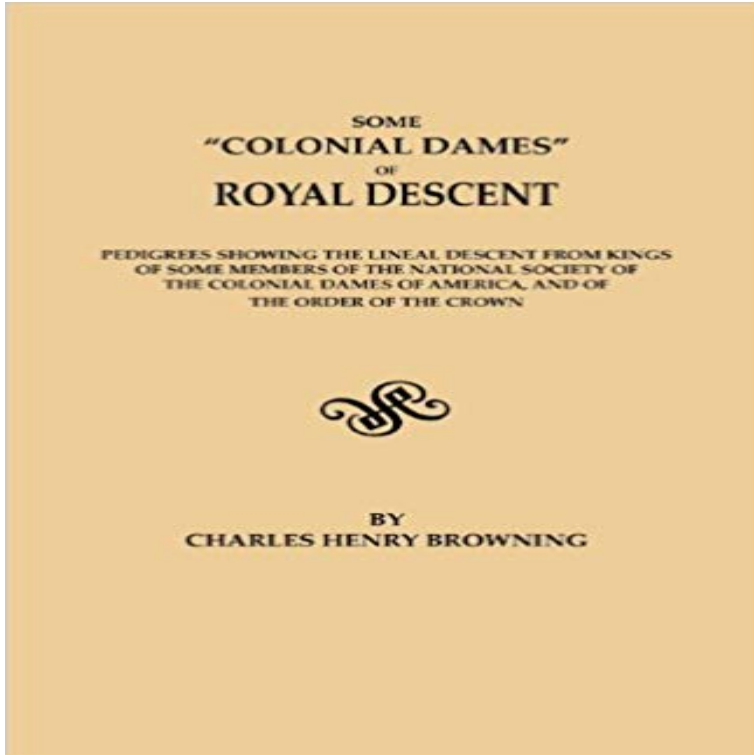 SOME
"COLONIAL DAMES"
OF
ROYAL DESCENT
PEDIGREES SHOWING THE LINEAL DESCENT FROM KINGS
OF SOME MEMBERS OF THE NATIONAL SOCIETY OF
THE COLONIAL DAMES OF AMERICA, AND OF
THE ORDER OF THE CROWN
BY
CHARLES HENRY BROWNING